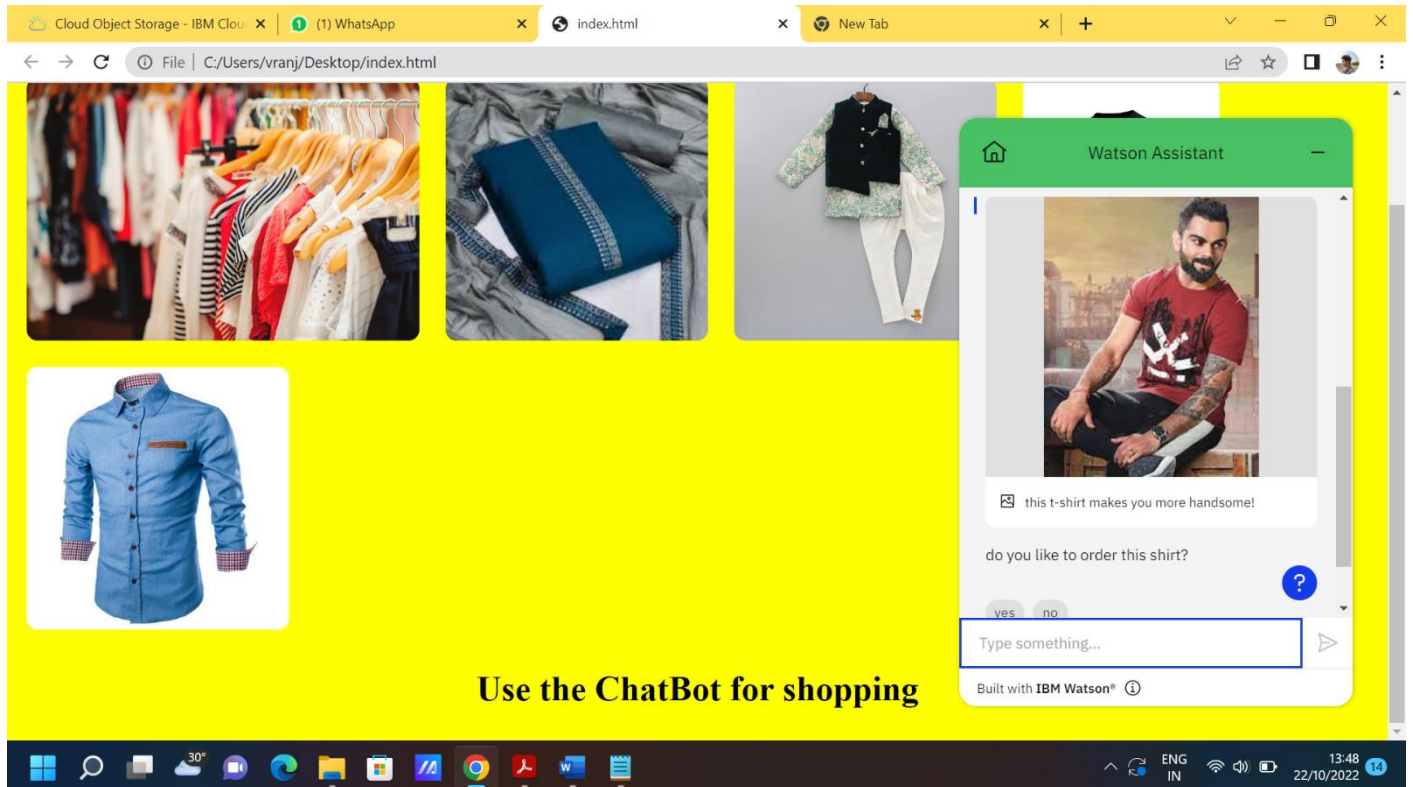 Cloud Object Storage - IBM Clou
(1) WhatsApp
index.html
New Tab
File | C:/Users/vranj/Desktop/index.html
Watson Assistant
this t-shirt makes you more handsome!
do you like to order this shirt?
?
yes no
Type something...
Built with IBM Watson®
Use the ChatBot for shopping
30°
ENG
IN
13:48
22/10/2022
14